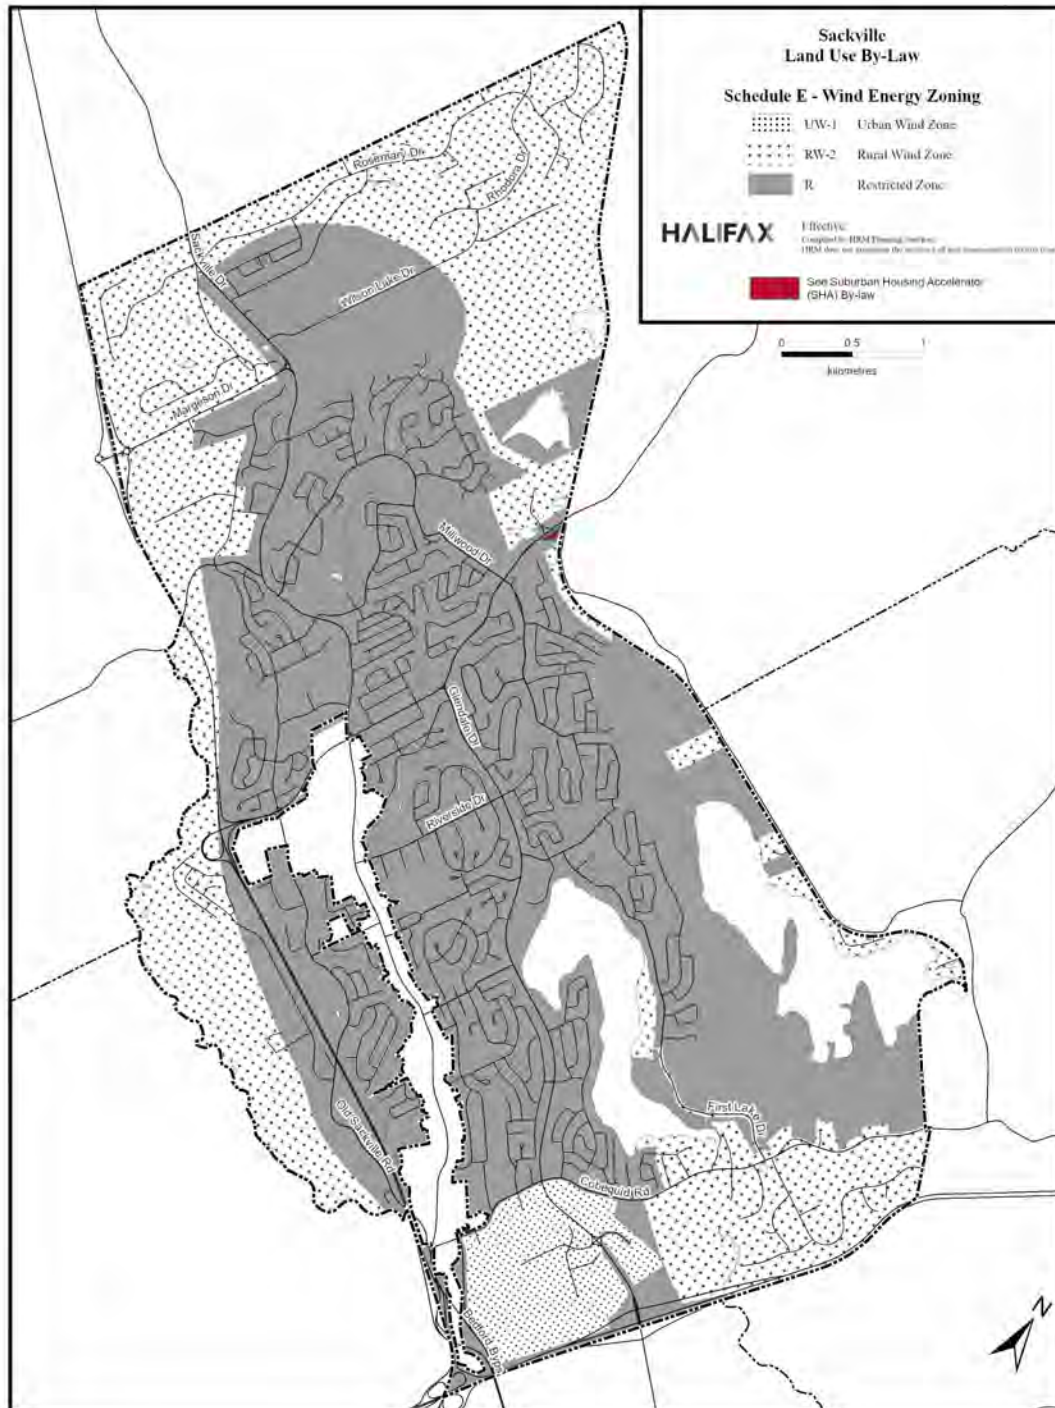 Sackville
Land Use By-Law
Schedule E - Wind Energy Zoning
UW-1 Urban Wind Zone
RW-2 Rural Wind Zone
R Restricted Zone
HALIFAX
Effective:
See Suburban Housing Accelerator
(SHA) By-law
0 0.5 1
kilometres
Rosemary Dr
Rhodora Dr
Sackville Dr
Wilson Lake Dr
Margeson Dr
Millwood Dr
Glendale Dr
Riverside Dr
First Lake Dr
Old Sackville Rd
Cobequid Rd
N